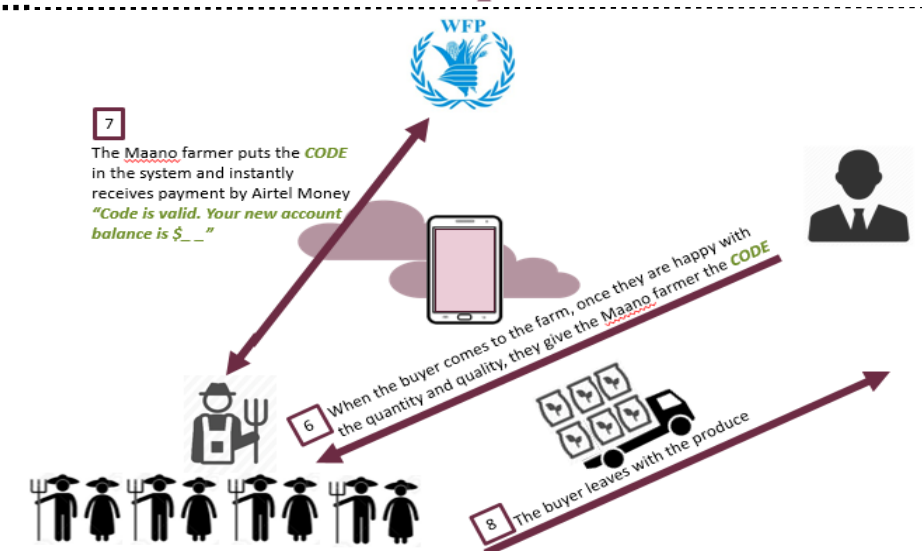 WFP
7
The Maano farmer puts the CODE
in the system and instantly
receives payment by Airtel Money
“Code is valid. Your new account
balance is $_ _”
6
When the buyer comes to the farm, once they are happy with
the quantity and quality, they give the Maano farmer the CODE
8
The buyer leaves with the produce